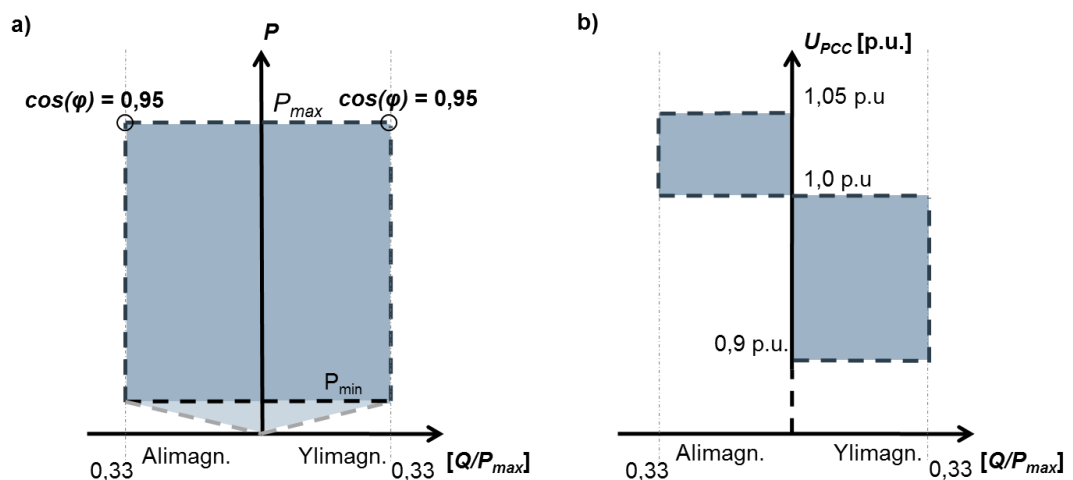 a)
P
cos(φ) = 0,95
Pmax
cos(φ) = 0,95
Pmin
Alimagn.
Ylimagn.
0,33
0,33
[Q/Pmax]
b)
UPCC [p.u.]
1,05 p.u
1,0 p.u
0,9 p.u.
Alimagn.
Ylimagn.
0,33
0,33
[Q/Pmax]